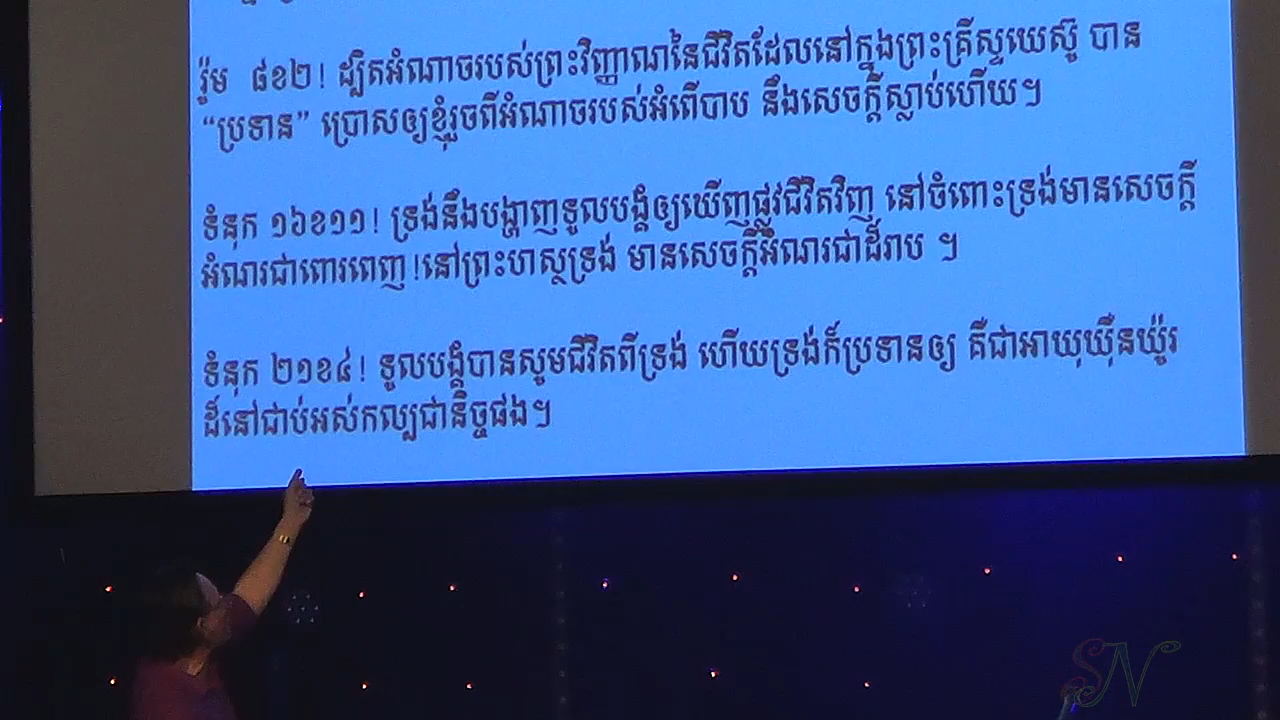 រ៉ូម ៨ខ២! ដ្បិតអំណាចរបស់ព្រះវិញ្ញាណនៃជីវិតដែលនៅក្នុងព្រះគ្រីស្ទយេស៊ូ បាន
“ប្រទាន” ប្រោសឲ្យខ្ញុំរួចពីអំណាចរបស់អំពើបាប នឹងសេចក្ដីស្លាប់ហើយ។
ទំនុក ១៦ខ១១! ទ្រង់នឹងបង្ហាញទូលបង្គំឲ្យឃើញផ្លូវជីវិតវិញ នៅចំពោះទ្រង់មានសេចក្ដី
អំណរជាពោរពេញ!នៅព្រះហស្ថទ្រង់ មានសេចក្ដីអំណរជាដ៏រាប ។
ទំនុក ២១ខ៤! ទូលបង្គំបានសូមជីវិតពីទ្រង់ ហើយទ្រង់ក៏ប្រទានឲ្យ គឺជាអាយុយ៉ឺនយ៉ូរ
ដ៏នៅជាប់អស់កល្បជានិច្ចផង។
SN